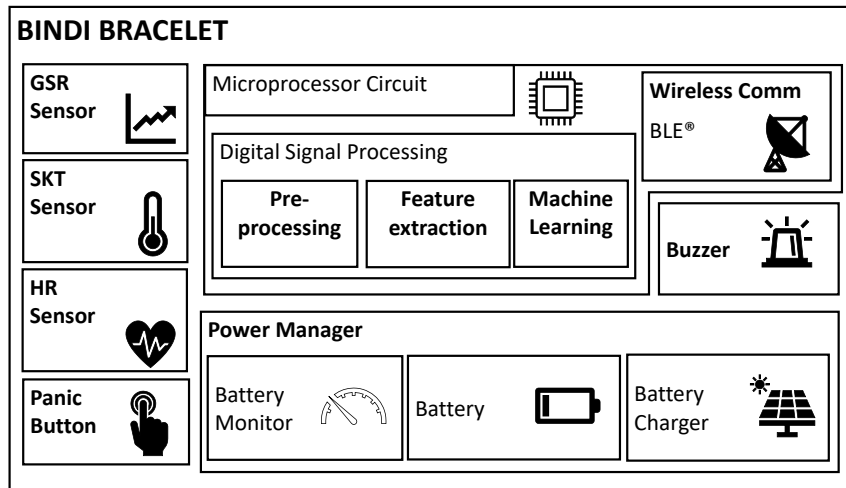 BINDI BRACELET
GSR
Sensor
SKT
Sensor
HR
Sensor
Panic
Button
Microprocessor Circuit
Digital Signal Processing
Pre-
processing
Feature
extraction
Machine
Learning
Wireless Comm
BLE®
Buzzer
Power Manager
Battery
Monitor
Battery
Battery
Charger